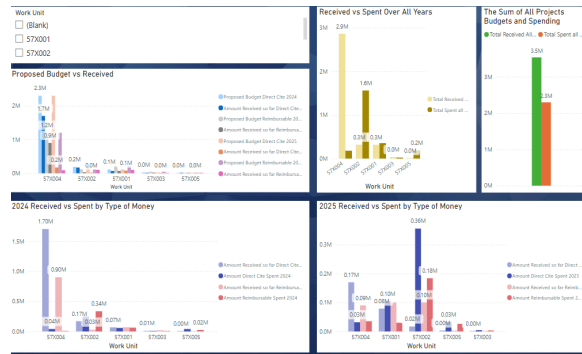 Work Unit
(Blank)
57X001
57X002
Proposed Budget vs Received
2.3M
1.7M
1.2M
0.9M
0.2M
0.2M
0.0M
0.1M
0.1M
0.0M
0.0M
0.0M
0.0M
2M
1M
0M
57X004
57X002
57X001
57X003
57X005
Work Unit
Proposed Budget Direct Cite 2024
Amount Received so far Direct Cite...
Proposed Budget Reimbursable 20...
Amount Received so far Reimbursa...
Proposed Budget Direct Cite 2025
Amount Received so far Direct Cite...
Proposed Budget Reimbursable 20...
Amount Received so far Reimbursa...
Received vs Spent Over All Years
3M
2M
1M
0M
2.9M
1.6M
0.3M
0.3M
0.0M
0.0M
0.2M
57X004
57X002
57X001
57X003
57X005
Work Unit
Total Received ...
Total Spent all ...
The Sum of All Projects
Budgets and Spending
Total Received All...
Total Spent all ...
3.5M
2.3M
3M
2M
1M
0M
2024 Received vs Spent by Type of Money
1.70M
1.5M
1.0M
0.5M
0.0M
0.90M
0.04M
0.17M
0.03M
0.34M
0.07M
0.01M
0.00M
0.02M
57X004
57X002
57X001
57X003
57X005
Work Unit
Amount Received so far Direct Cite...
Amount Direct Cite Spent 2024
Amount Received so far Reimbursa...
Amount Reimbursable Spent 2024
2025 Received vs Spent by Type of Money
0.36M
0.3M
0.2M
0.1M
0.0M
0.17M
0.03M
0.09M
0.08M
0.10M
0.02M
0.10M
0.18M
0.03M
0.00M
0.00M
57X004
57X001
57X002
57X003
57X005
Work Unit
Amount Received so far Direct ...
Amount Direct Cite Spent 2025
Amount Received so far Reimbu...
Amount Reimbursable Spent 2...